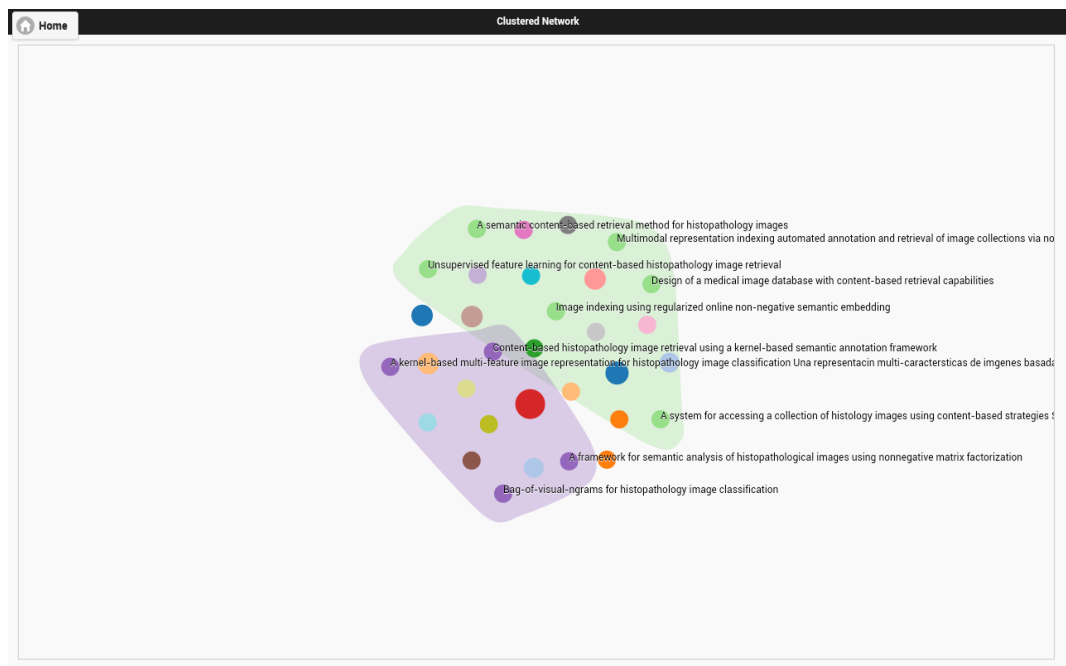 Clustered Network
Home
A semantic content-based retrieval method for histopathology images
Multimodal representation indexing automated annotation and retrieval of image collections via no
Unsupervised feature learning for content-based histopathology image retrieval
Design of a medical image database with content-based retrieval capabilities
Image indexing using regularized online non-negative semantic embedding
Content-based histopathology image retrieval using a kernel-based semantic annotation framework
A kernel-based multi-feature image representation for histopathology image classification Una representacin multi-caractersticas de imgenes basada
A system for accessing a collection of histology images using content-based strategies S
A framework for semantic analysis of histopathological images using nonnegative matrix factorization
Bag-of-visual-ngrams for histopathology image classification